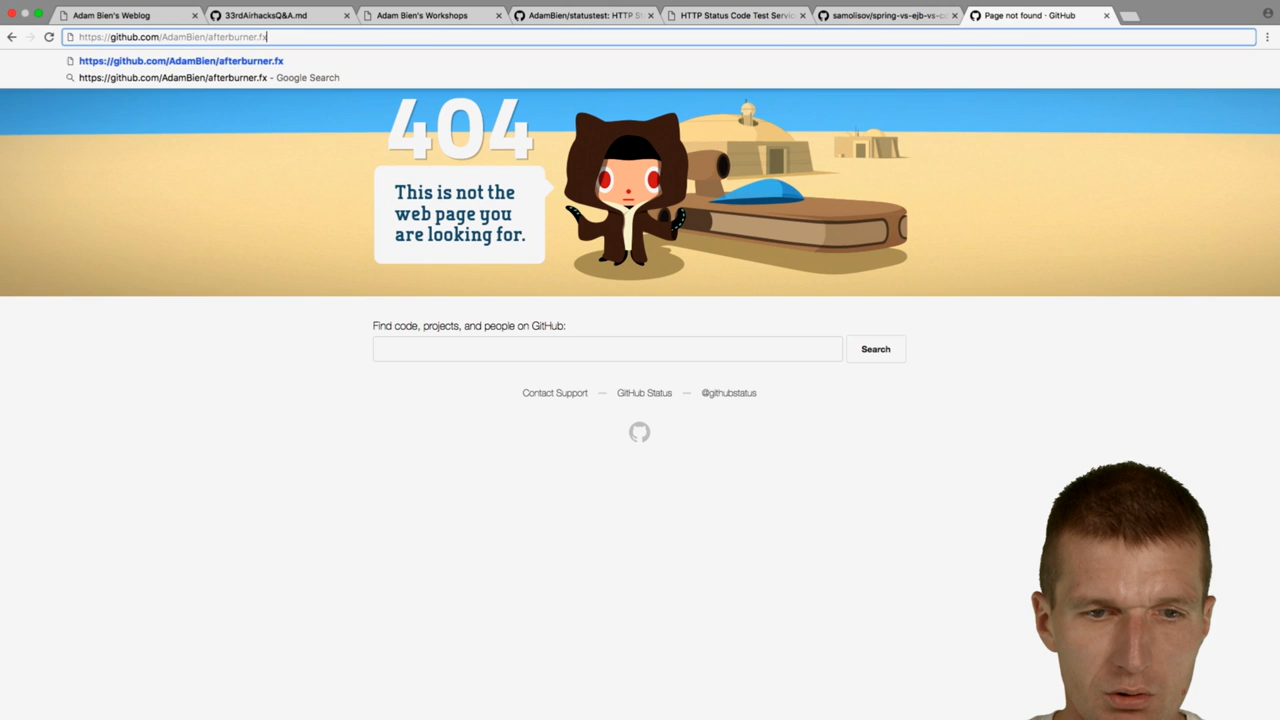 Adam Bien's Weblog
33rdAirhacksQ&A.md
Adam Bien's Workshops
AdamBien/statustest: HTTP S
HTTP Status Code Test Servic
samolisov/spring-vs-ejb-vs-c
Page not found · GitHub
https://github.com/AdamBien/afterburner.fx
https://github.com/AdamBien/afterburner.fx
https://github.com/AdamBien/afterburner.fx - Google Search
404
This is not the
web page you
are looking for.
Find code, projects, and people on GitHub:
Search
Contact Support — GitHub Status — @githubstatus